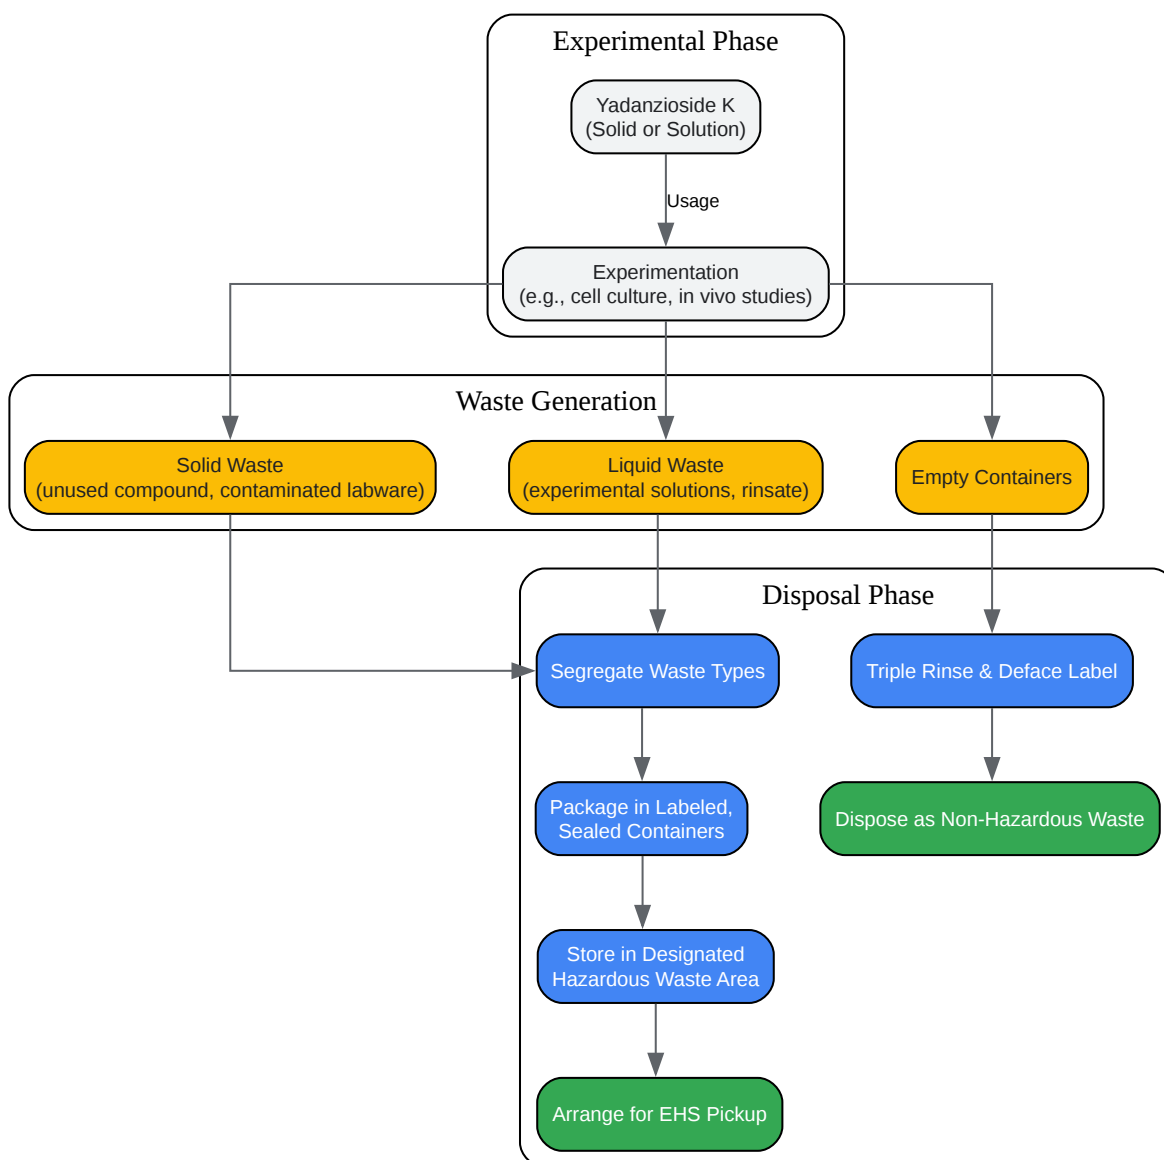 Experimental Phase
Yadanzioside K
(Solid or Solution)
Usage
Experimentation
(e.g., cell culture, in vivo studies)
Waste Generation
Solid Waste
(unused compound, contaminated labware)
Liquid Waste
(experimental solutions, rinsate)
Empty Containers
Disposal Phase
Segregate Waste Types
Triple Rinse & Deface Label
Package in Labeled,
Sealed Containers
Dispose as Non-Hazardous Waste
Store in Designated
Hazardous Waste Area
Arrange for EHS Pickup